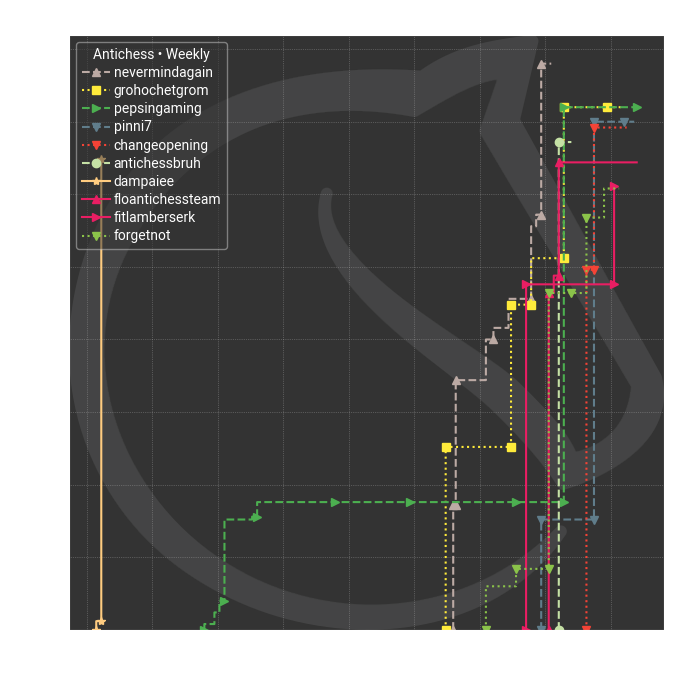 Antichess • Weekly
nevermindagain
grohochetgrom
pepsingaming
pinni7
changeopening
antichessbruh
dampaiee
floantichessteam
fitlamberserk
forgetnot